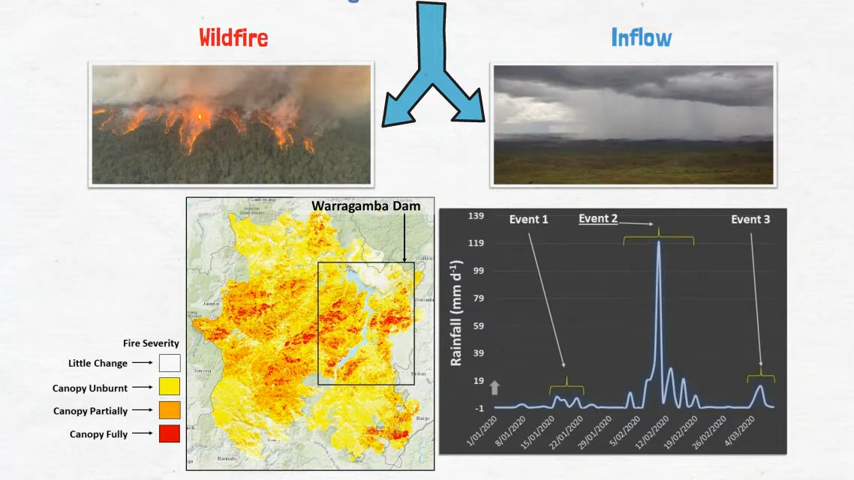 Wildfire
Inflow
Warragamba Dam
Fire Severity
Little Change
Canopy Unburnt
Canopy Partially
Canopy Fully
Event 1
Event 2
Event 3
Rainfall (mm d-1)
139
119
99
79
59
39
19
-1
1/01/2020
8/01/2020
15/01/2020
22/01/2020
29/01/2020
5/02/2020
12/02/2020
19/02/2020
26/02/2020
4/03/2020